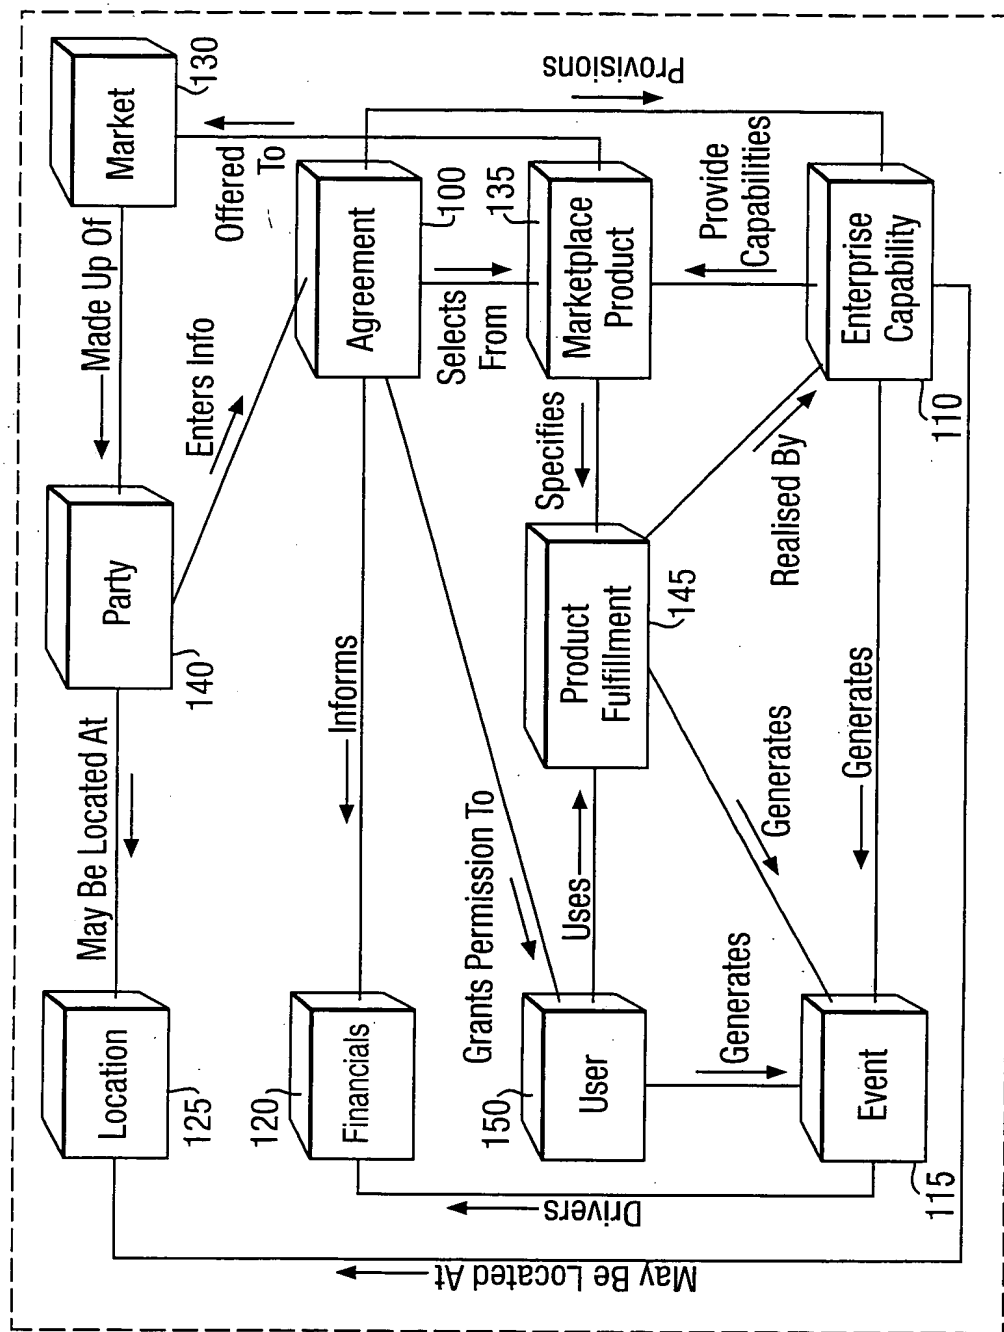 Location
125
May Be Located At
Party
140
Made Up Of
Market
130
Enters Info
Offered
To
120
Financials
Informs
Agreement
100
Drivers
May Be Located At
Grants Permission To
Selects
From
Provisions
150
User
Uses
Product
Fulfillment
145
Specifies
Marketplace
Product
135
Generates
Generates
Realised By
Provide
Capabilities
Event
115
Generates
Enterprise
Capability
110